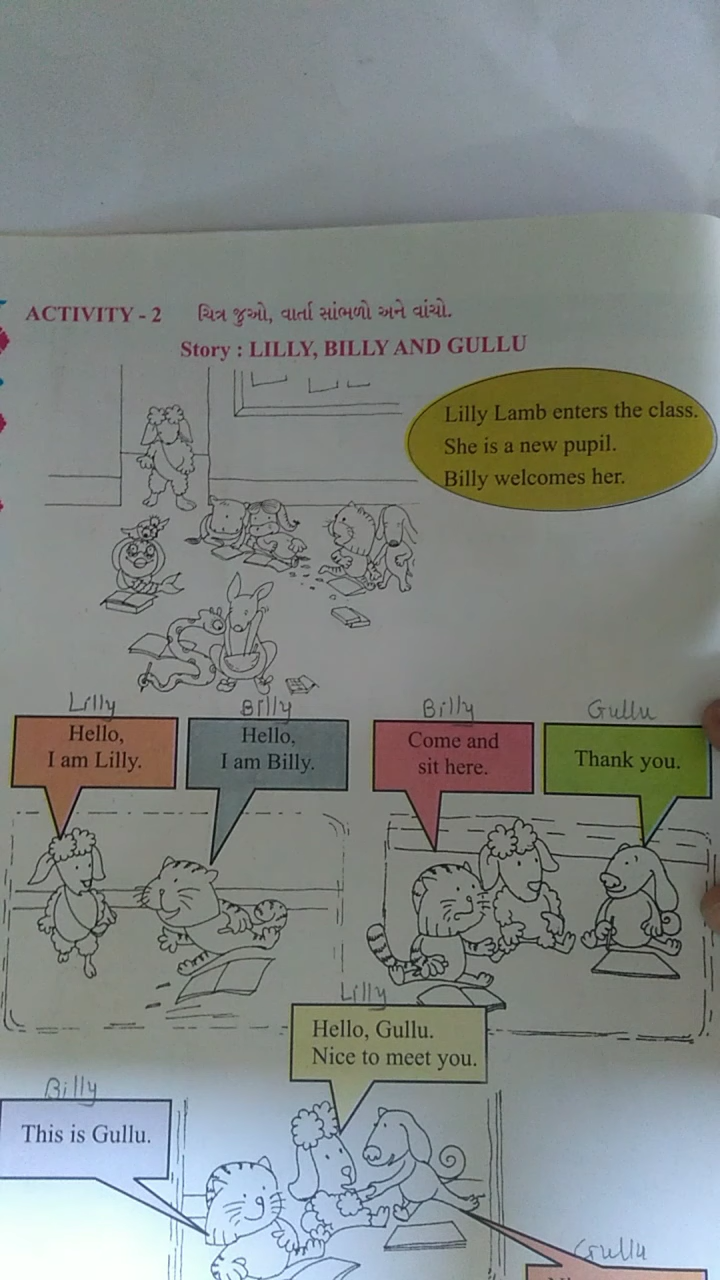 ACTIVITY - 2 ચિત્ર જુઓ, વાર્તા સાંભળો અને વાંચો.
Story : LILLY, BILLY AND GULLU
Lilly Lamb enters the class.
She is a new pupil.
Billy welcomes her.
Lilly
Hello,
I am Lilly.
Billy
Hello,
I am Billy.
Billy
Come and
sit here.
Gullu
Thank you.
Billy
This is Gullu.
Lilly
Hello, Gullu.
Nice to meet you.
Gullu